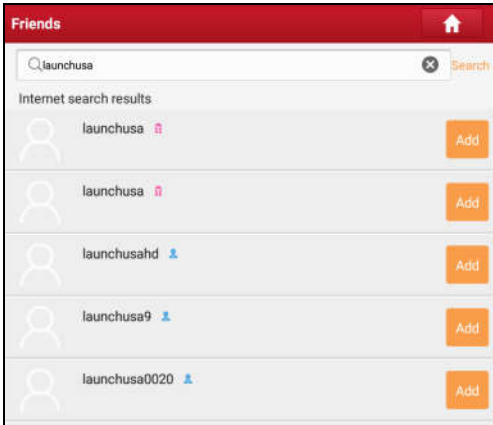 Friends
launchusa
Search
Internet search results
launchusa
Add
launchusa
Add
launchusahd
Add
launchusa9
Add
launchusa0020
Add